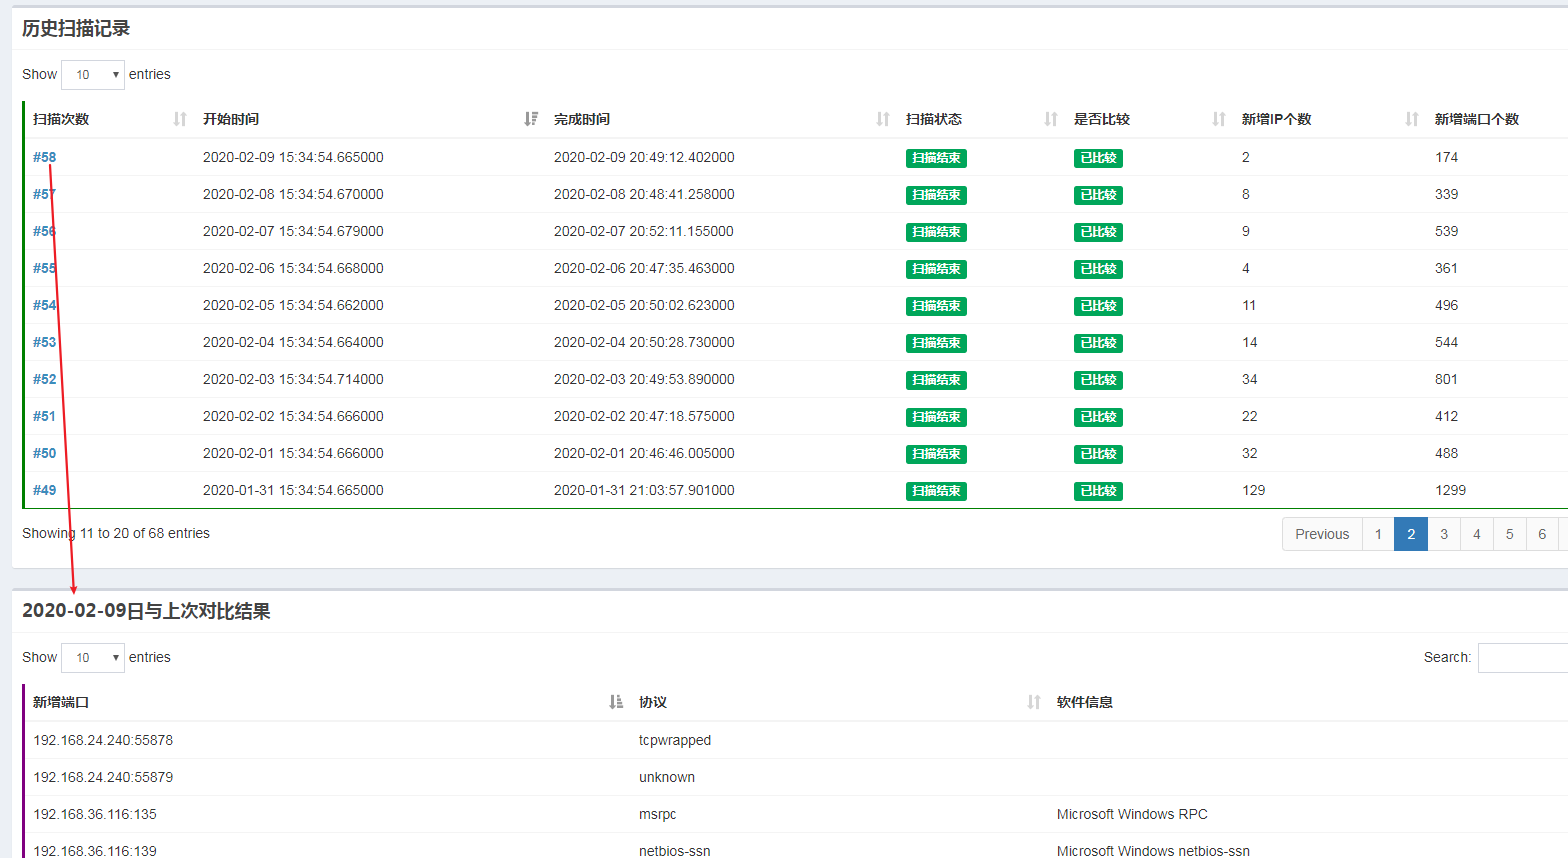 历史扫描记录
Show 10 entries
扫描次数 开始时间 完成时间 扫描状态 是否比较 新增IP个数 新增端口个数
#58 2020-02-09 15:34:54.665000 2020-02-09 20:49:12.402000 扫描结束 已比较 2 174
#57 2020-02-08 15:34:54.670000 2020-02-08 20:48:41.258000 扫描结束 已比较 8 339
#56 2020-02-07 15:34:54.679000 2020-02-07 20:52:11.155000 扫描结束 已比较 9 539
#55 2020-02-06 15:34:54.668000 2020-02-06 20:47:35.463000 扫描结束 已比较 4 361
#54 2020-02-05 15:34:54.662000 2020-02-05 20:50:02.623000 扫描结束 已比较 11 496
#53 2020-02-04 15:34:54.664000 2020-02-04 20:50:28.730000 扫描结束 已比较 14 544
#52 2020-02-03 15:34:54.714000 2020-02-03 20:49:53.890000 扫描结束 已比较 34 801
#51 2020-02-02 15:34:54.666000 2020-02-02 20:47:18.575000 扫描结束 已比较 22 412
#50 2020-02-01 15:34:54.666000 2020-02-01 20:46:46.005000 扫描结束 已比较 32 488
#49 2020-01-31 15:34:54.665000 2020-01-31 21:03:57.901000 扫描结束 已比较 129 1299
Showing 11 to 20 of 68 entries Previous 1 2 3 4 5 6
2020-02-09日与上次对比结果
Show 10 entries Search:
新增端口 协议 软件信息
192.168.24.240:55878 tcpwrapped
192.168.24.240:55879 unknown
192.168.36.116:135 msrpc Microsoft Windows RPC
192.168.36.116:139 netbios-ssn Microsoft Windows netbios-ssn